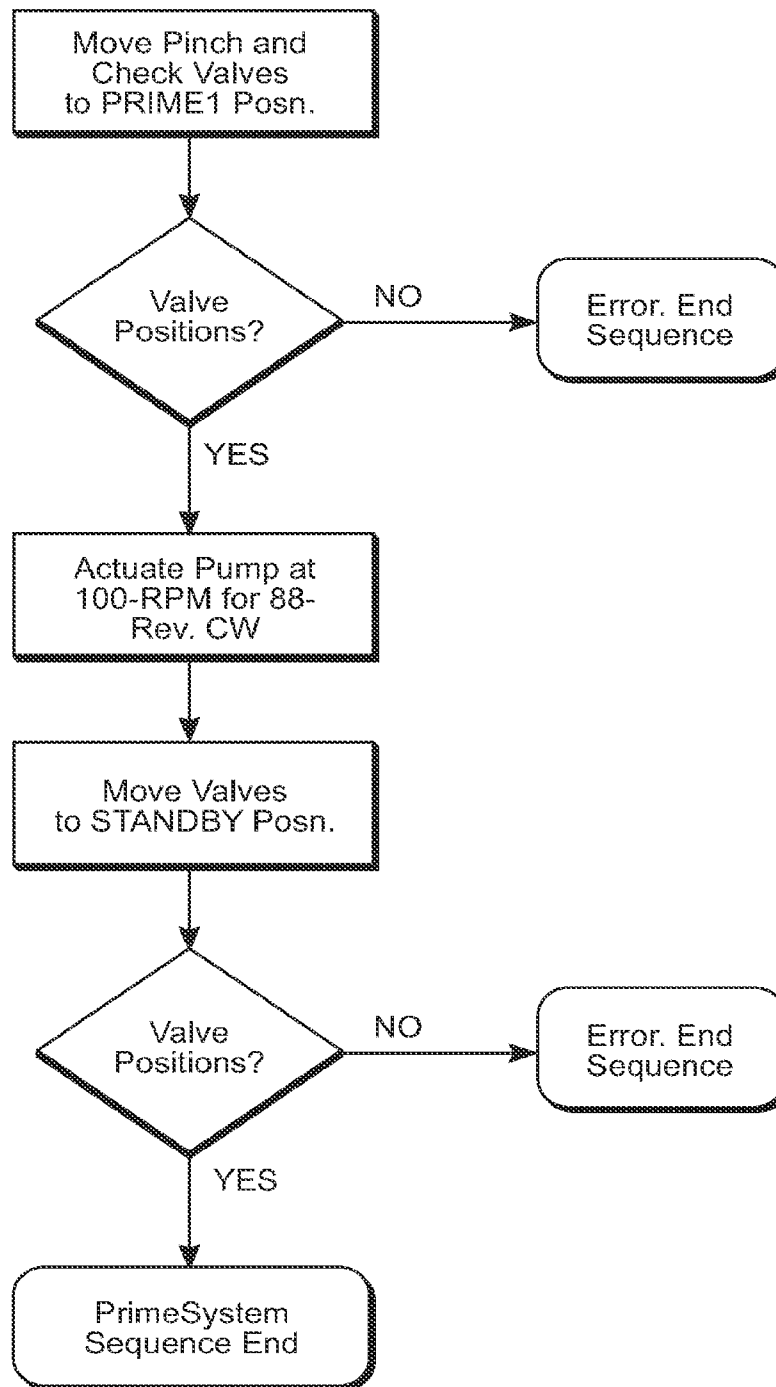 Move Pinch and
Check Valves
to PRIME1 Posn.
Valve
Positions?
NO
Error. End
Sequence
YES
Actuate Pump at
100-RPM for 88-
Rev. CW
Move Valves
to STANDBY Posn.
Valve
Positions?
NO
Error. End
Sequence
YES
PrimeSystem
Sequence End